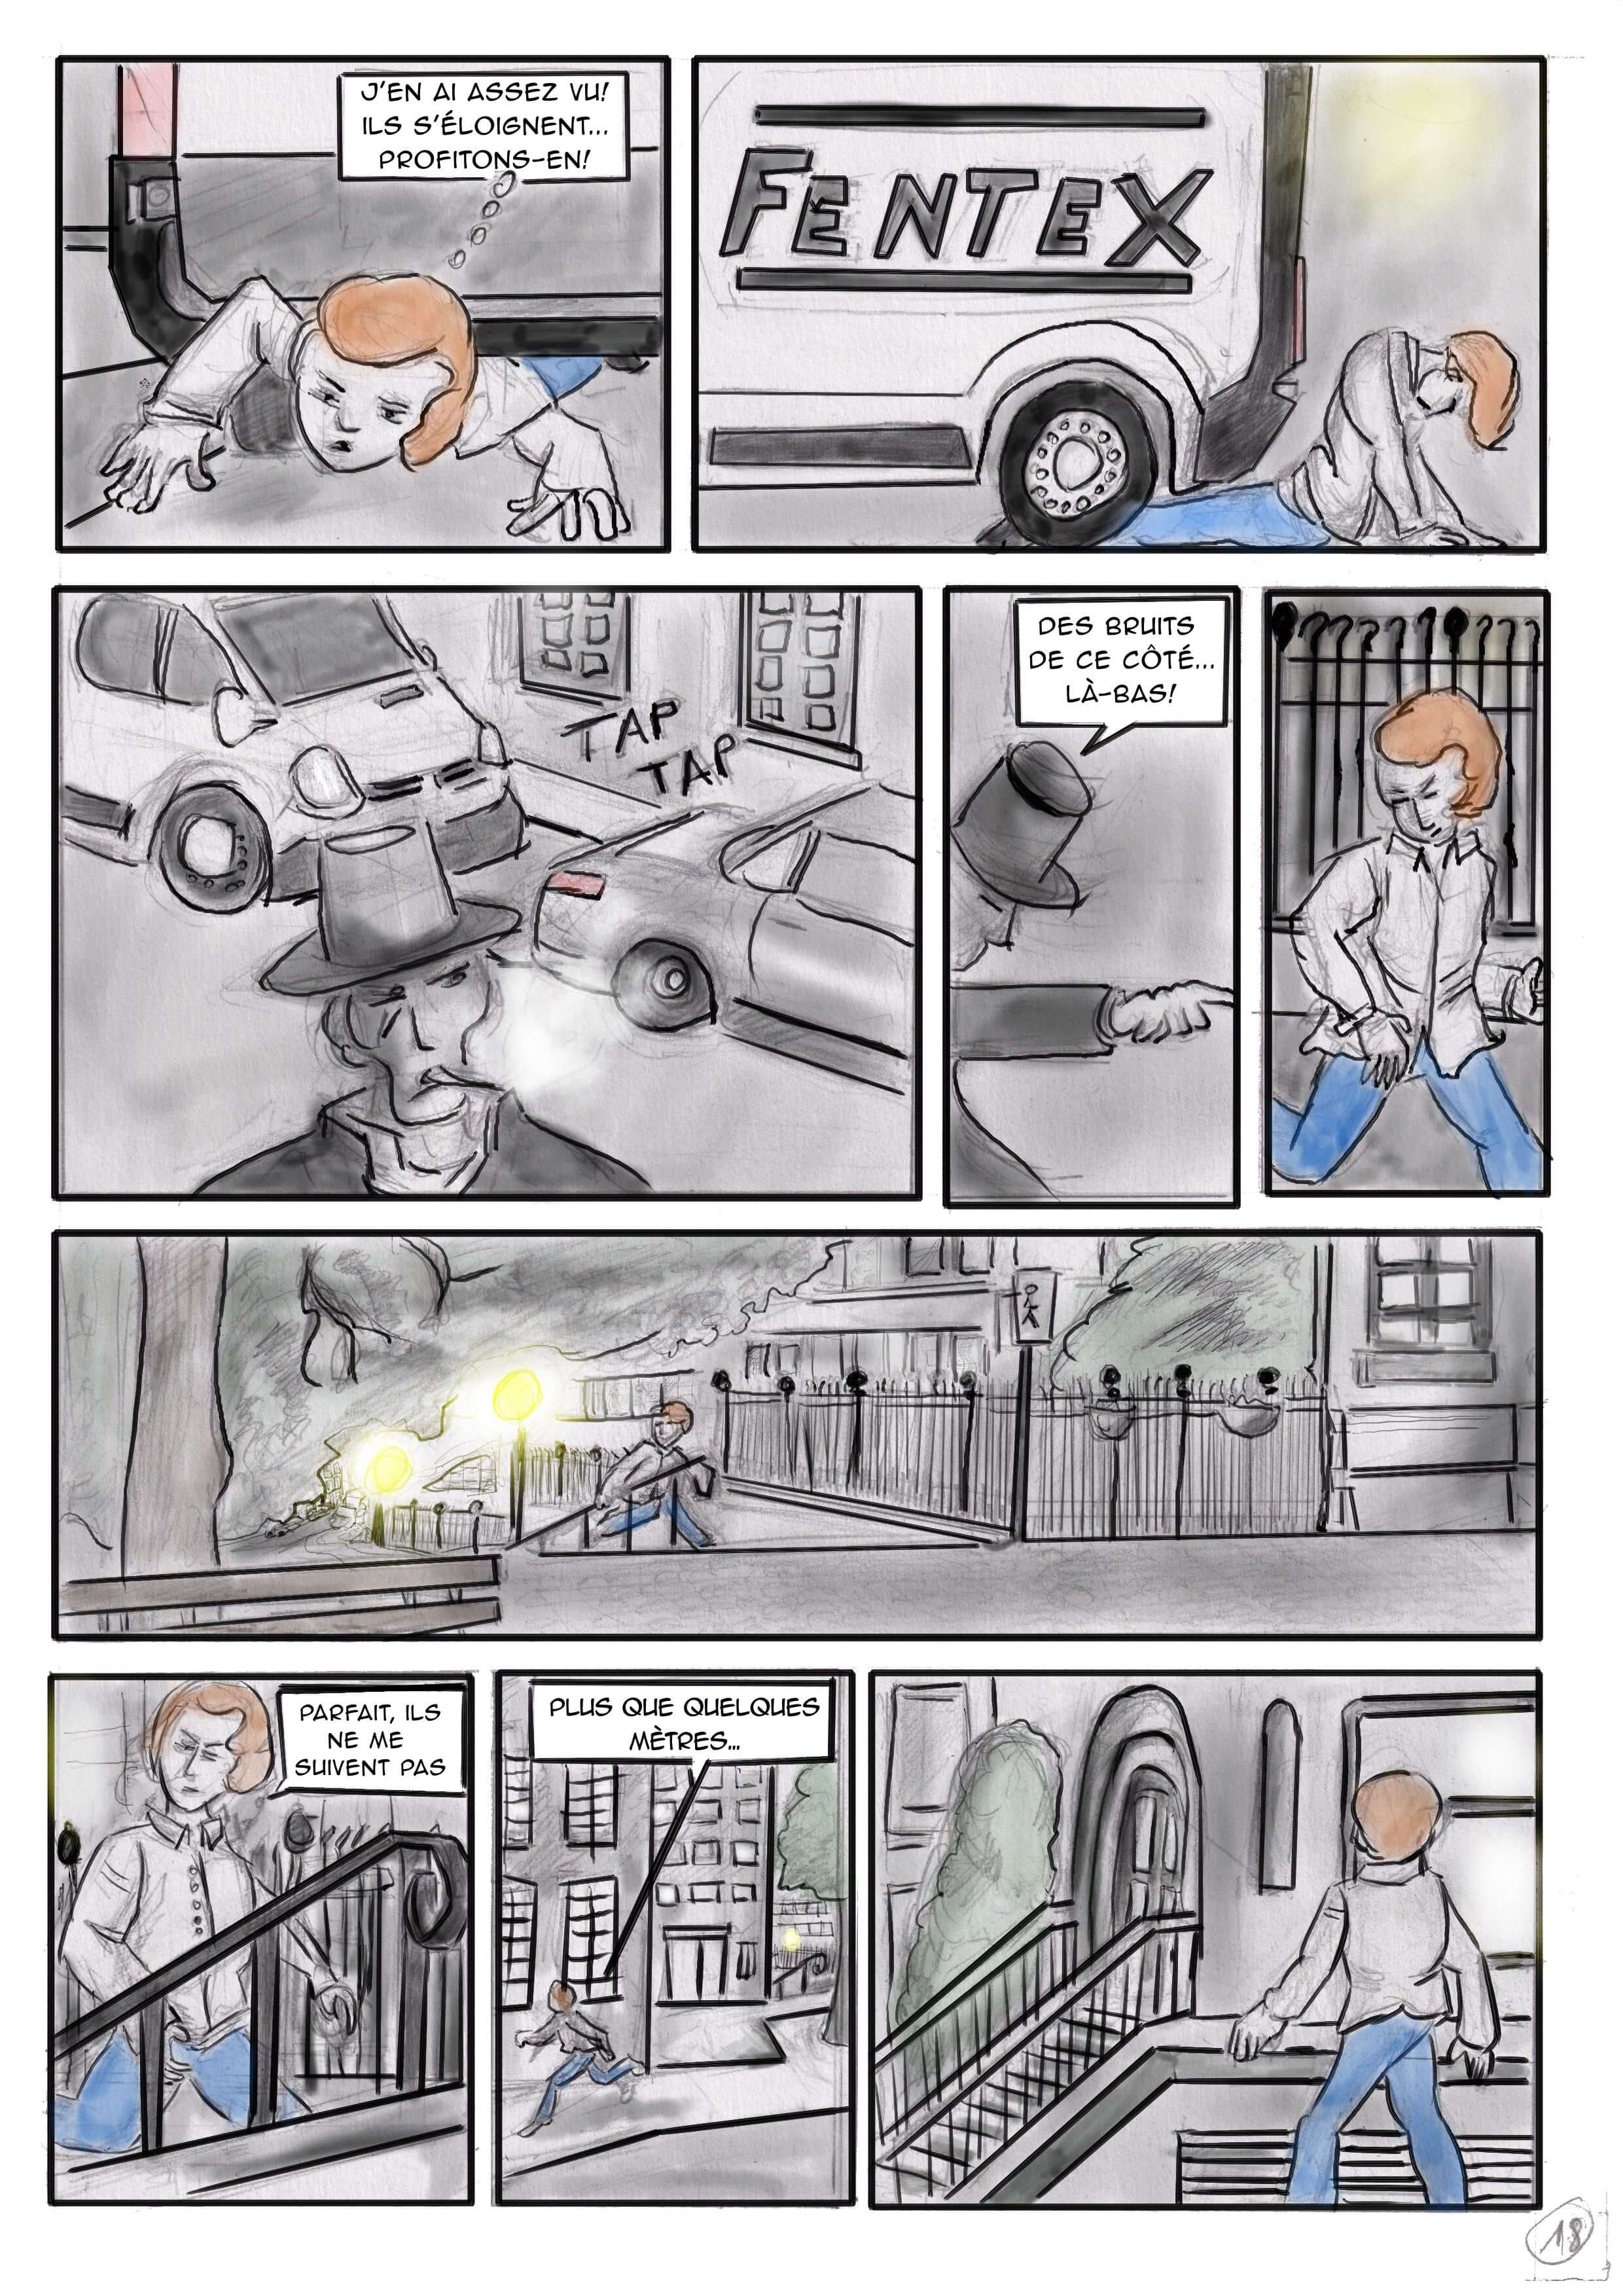 J'EN AI ASSEZ VU!
ILS S'ÉLOIGNENT...
PROFITONS-EN!
FENTEX
TAP
TAP
DES BRUITS
DE CE CÔTÉ...
LÀ-BAS!
PARFAIT, ILS
NE ME
SUIVENT PAS
PLUS QUE QUELQUES
MÈTRES...
18